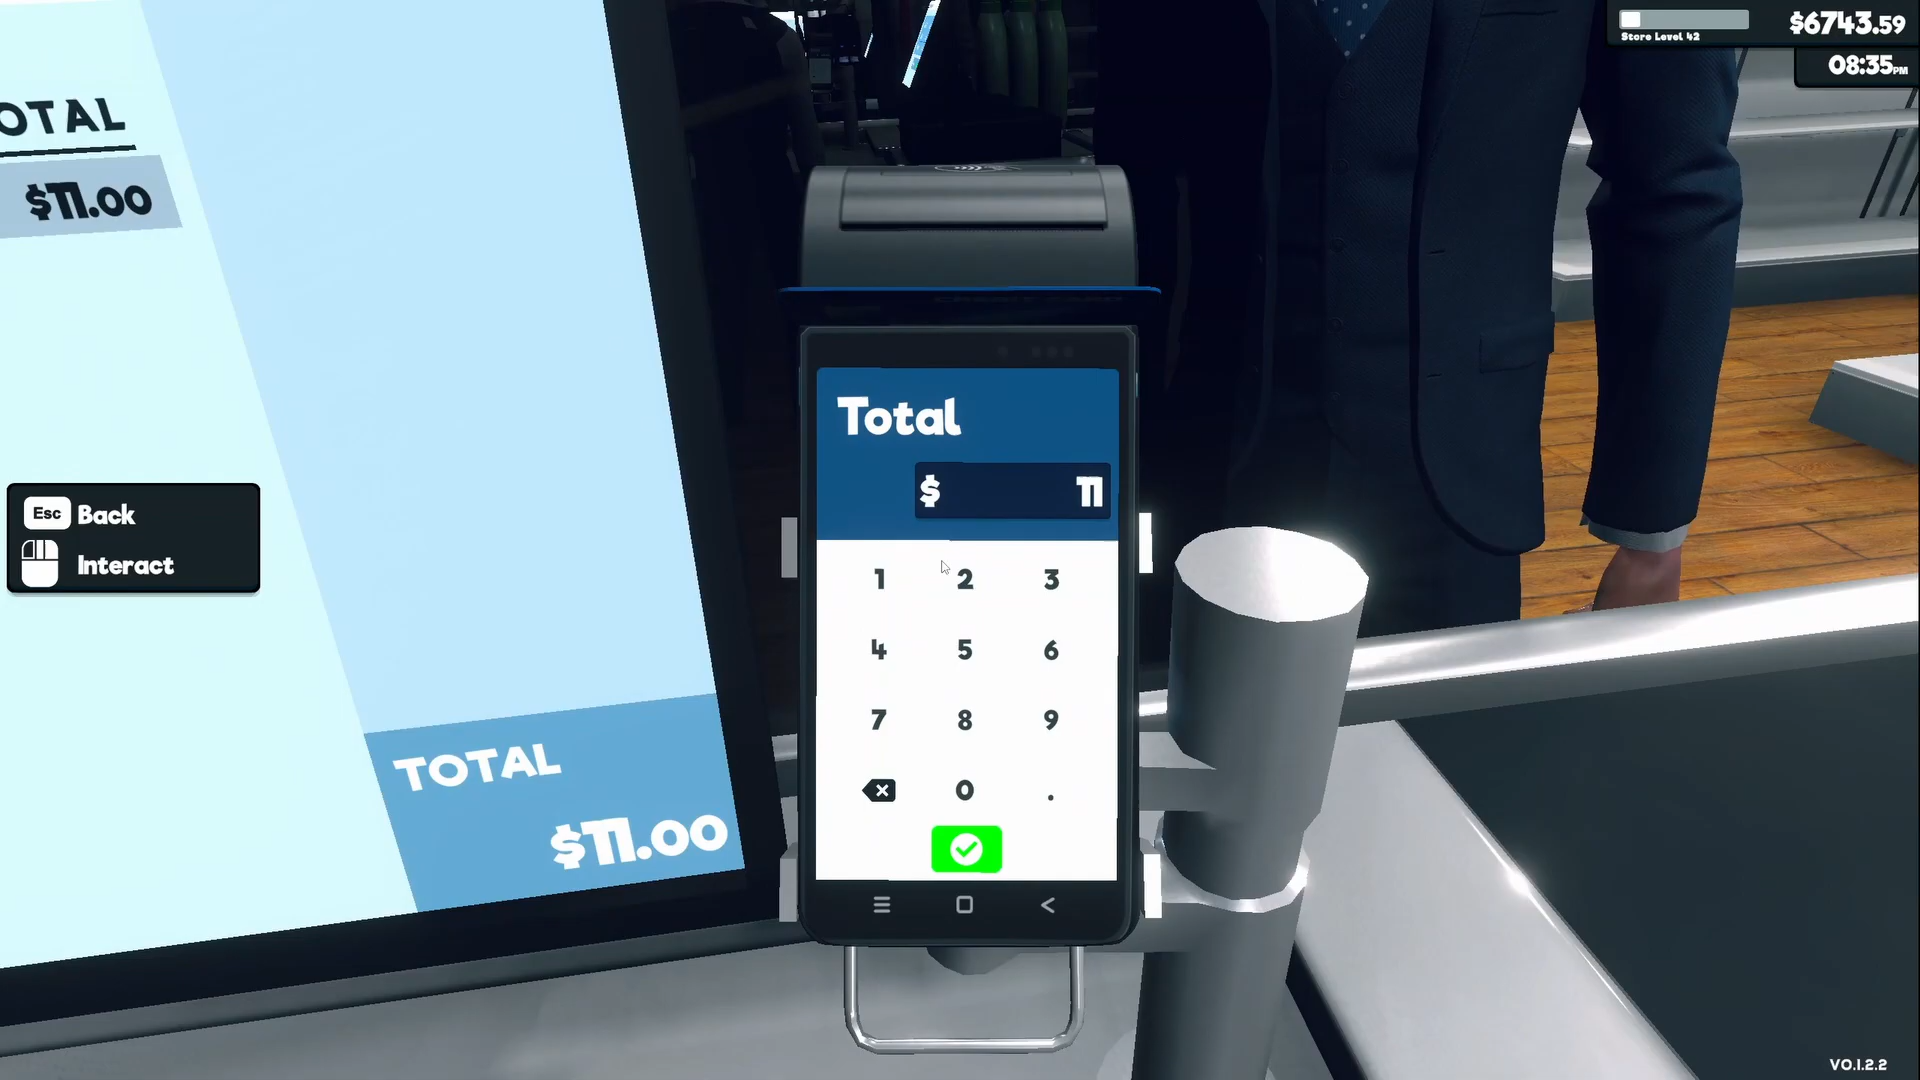 $6743.59
Store Level 42
08:35PM
OTAL
$11.00
Total
$ 11
Esc Back
Interact
1 2 3
4 5 6
7 8 9
0 .
TOTAL
$11.00
V0.1.2.2